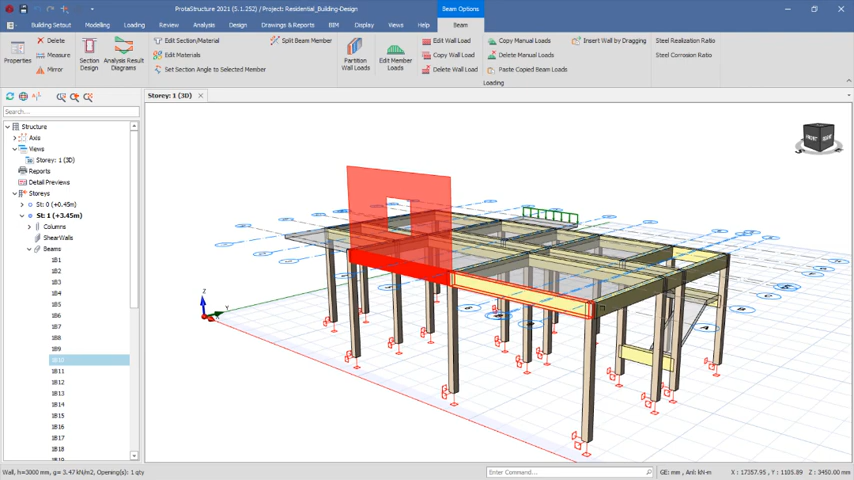 Beam Options
ProtaStructure 2021 (5.1.252) / Project: Residential_Building-Design
Building Setout
Modelling
Loading
Review
Analysis
Design
Drawings & Reports
BIM
Display
Views
Help
Beam
Properties
Delete
Measure
Mirror
Section Design
Analysis Result Diagrams
Edit Section/Material
Edit Materials
Set Section Angle to Selected Member
Split Beam Member
Partition Wall Loads
Edit Member Loads
Edit Wall Load
Copy Wall Load
Delete Wall Load
Copy Manual Loads
Delete Manual Loads
Paste Copied Beam Loads
Insert Wall by Dragging
Steel Realization Ratio
Steel Corrosion Ratio
Loading
Storey: 1 (3D)
Search...
Structure
Axis
Views
Storey: 1 (3D)
Reports
Detail Previews
Storeys
St: 0 (+0.45m)
St: 1 (+3.45m)
Columns
ShearWalls
Beams
1B1
1B2
1B3
1B4
1B5
1B6
1B7
1B8
1B9
1B10
1B11
1B12
1B13
1B14
1B15
1B16
1B17
1B18
FRONT
RIGHT
Z
Y
X
A
B
C
Wall, h=3000 mm, g= 3.47 kN/m2, Opening(s): 1 qty
Enter Command...
GE: mm, Anl: kN-m
X : 17357.95
Y : 1105.89
Z : 3450.00 mm